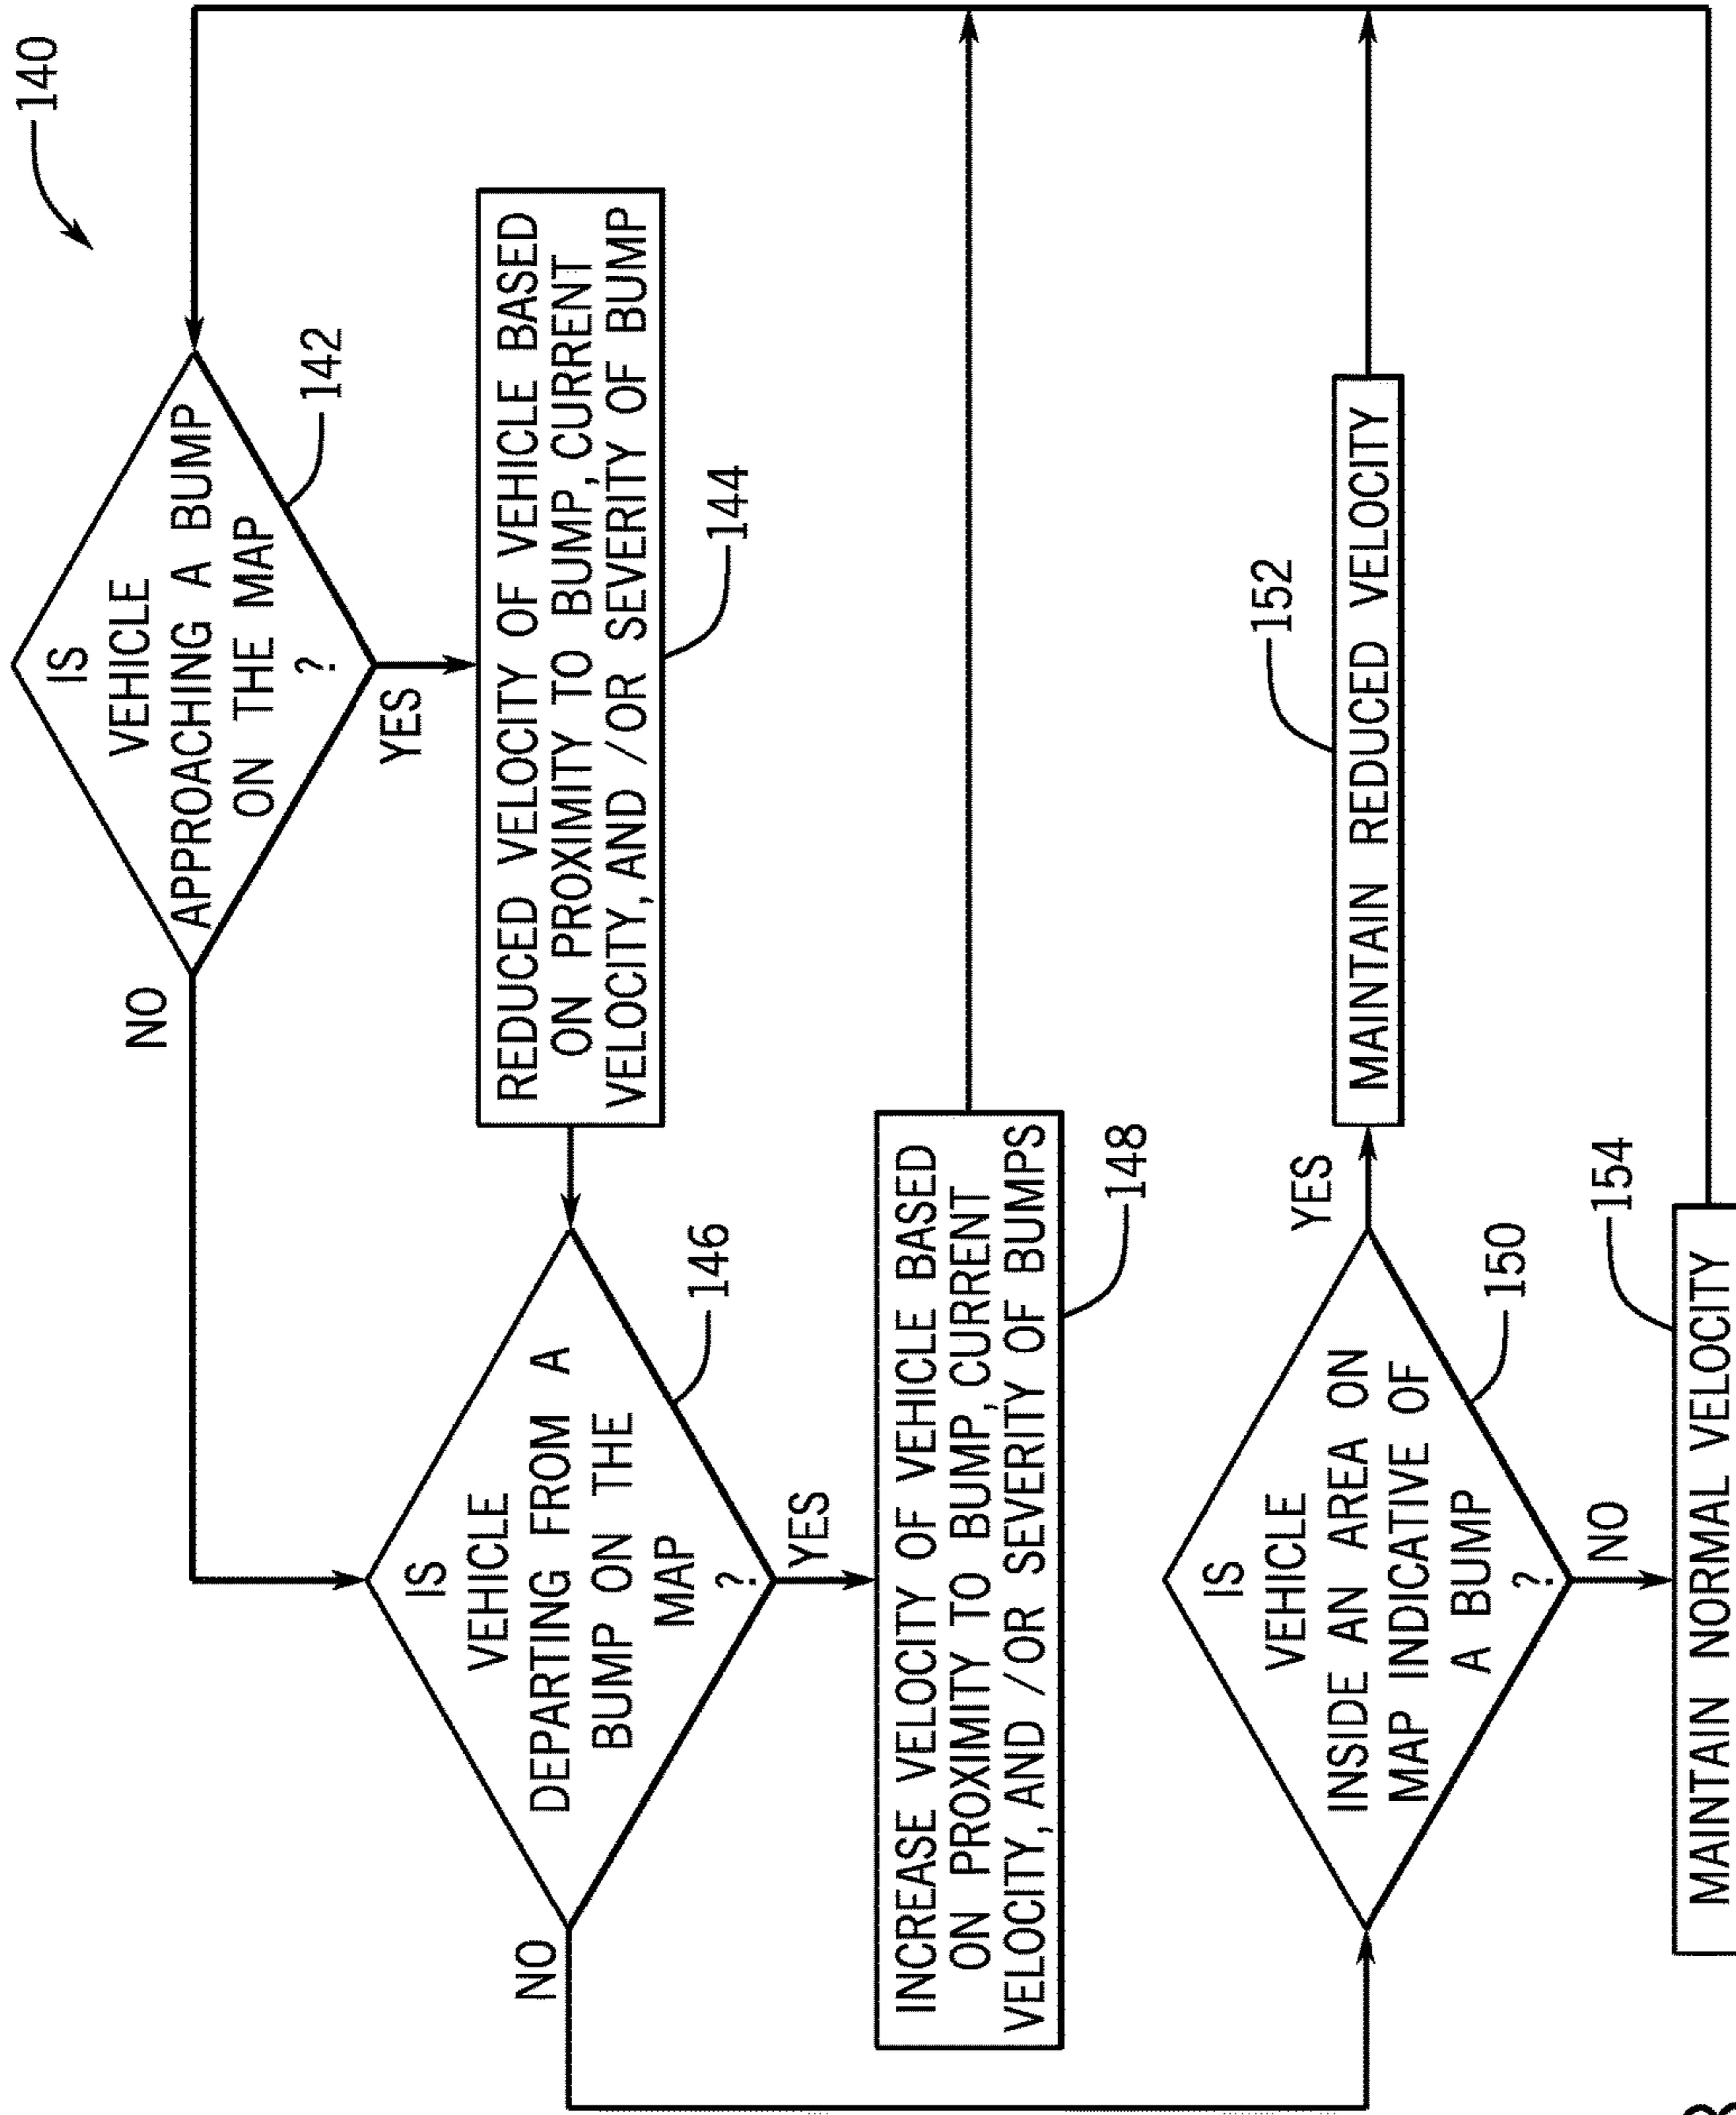 140
IS
VEHICLE
APPROACHING A BUMP
ON THE MAP
?
142
NO
YES
REDUCED VELOCITY OF VEHICLE BASED
ON PROXIMITY TO BUMP, CURRENT
VELOCITY, AND /OR SEVERITY OF BUMP
144
IS
VEHICLE
DEPARTING FROM A
BUMP ON THE
MAP
?
146
NO
YES
INCREASE VELOCITY OF VEHICLE BASED
ON PROXIMITY TO BUMP, CURRENT
VELOCITY, AND /OR SEVERITY OF BUMPS
148
IS
VEHICLE
INSIDE AN AREA ON
MAP INDICATIVE OF
A BUMP
?
150
YES
MAINTAIN REDUCED VELOCITY
152
NO
MAINTAIN NORMAL VELOCITY
154